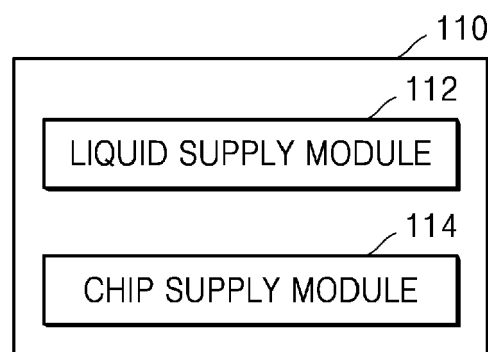 110
112
LIQUID SUPPLY MODULE
114
CHIP SUPPLY MODULE